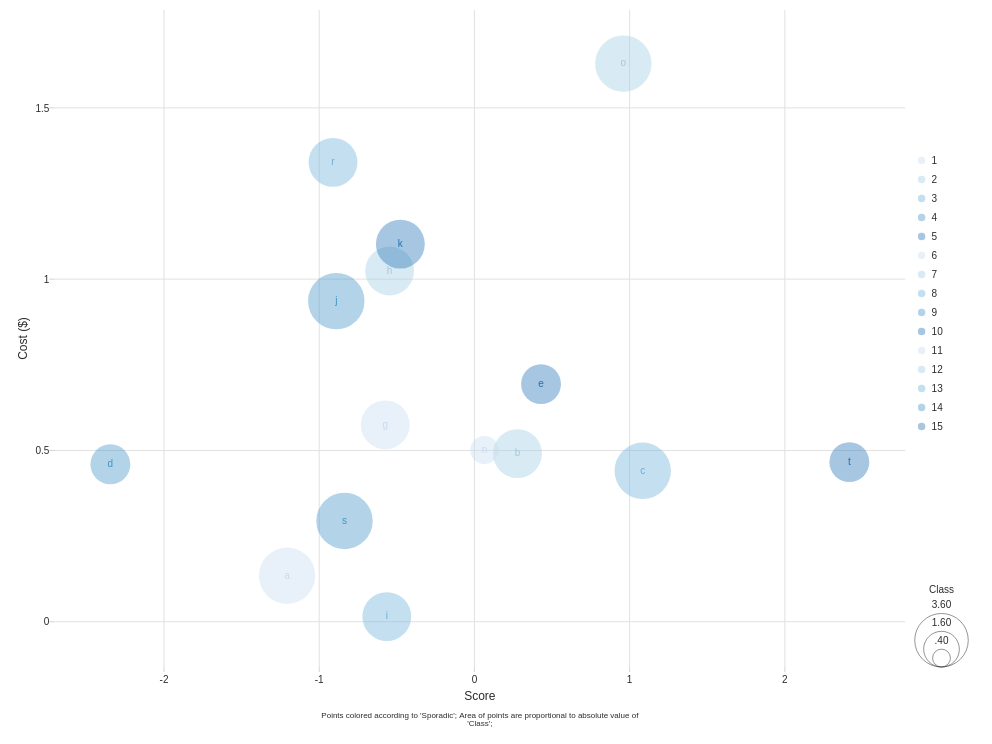 o
1.5
r
k
h
1
j
Cost ($)
e
g
n
b
0.5
d
c
t
s
a
i
0
-2
-1
0
1
2
Score
1
2
3
4
5
6
7
8
9
10
11
12
13
14
15
Class
3.60
1.60
.40
Points colored according to 'Sporadic'; Area of points are proportional to absolute value of
'Class';